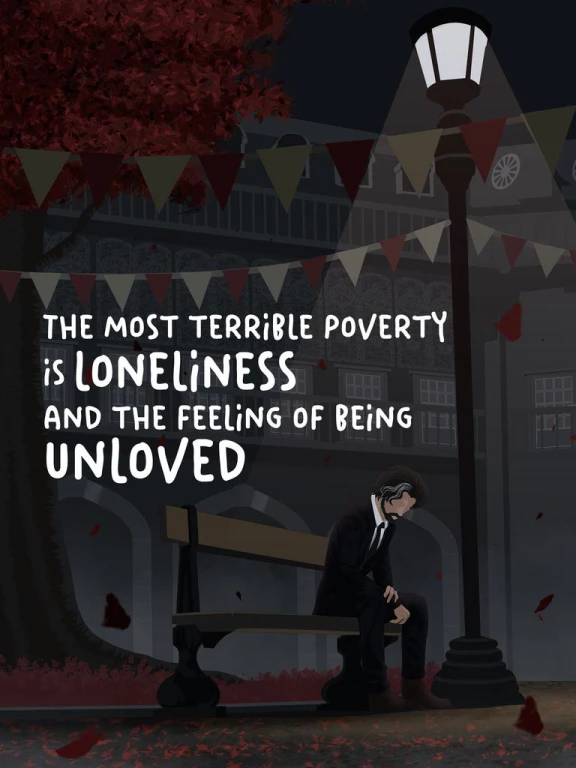 THE MOST TERRiBLE POVERTY
iS LONELiNESS
AND THE FEELiNG OF BEiNG
UNLOVED